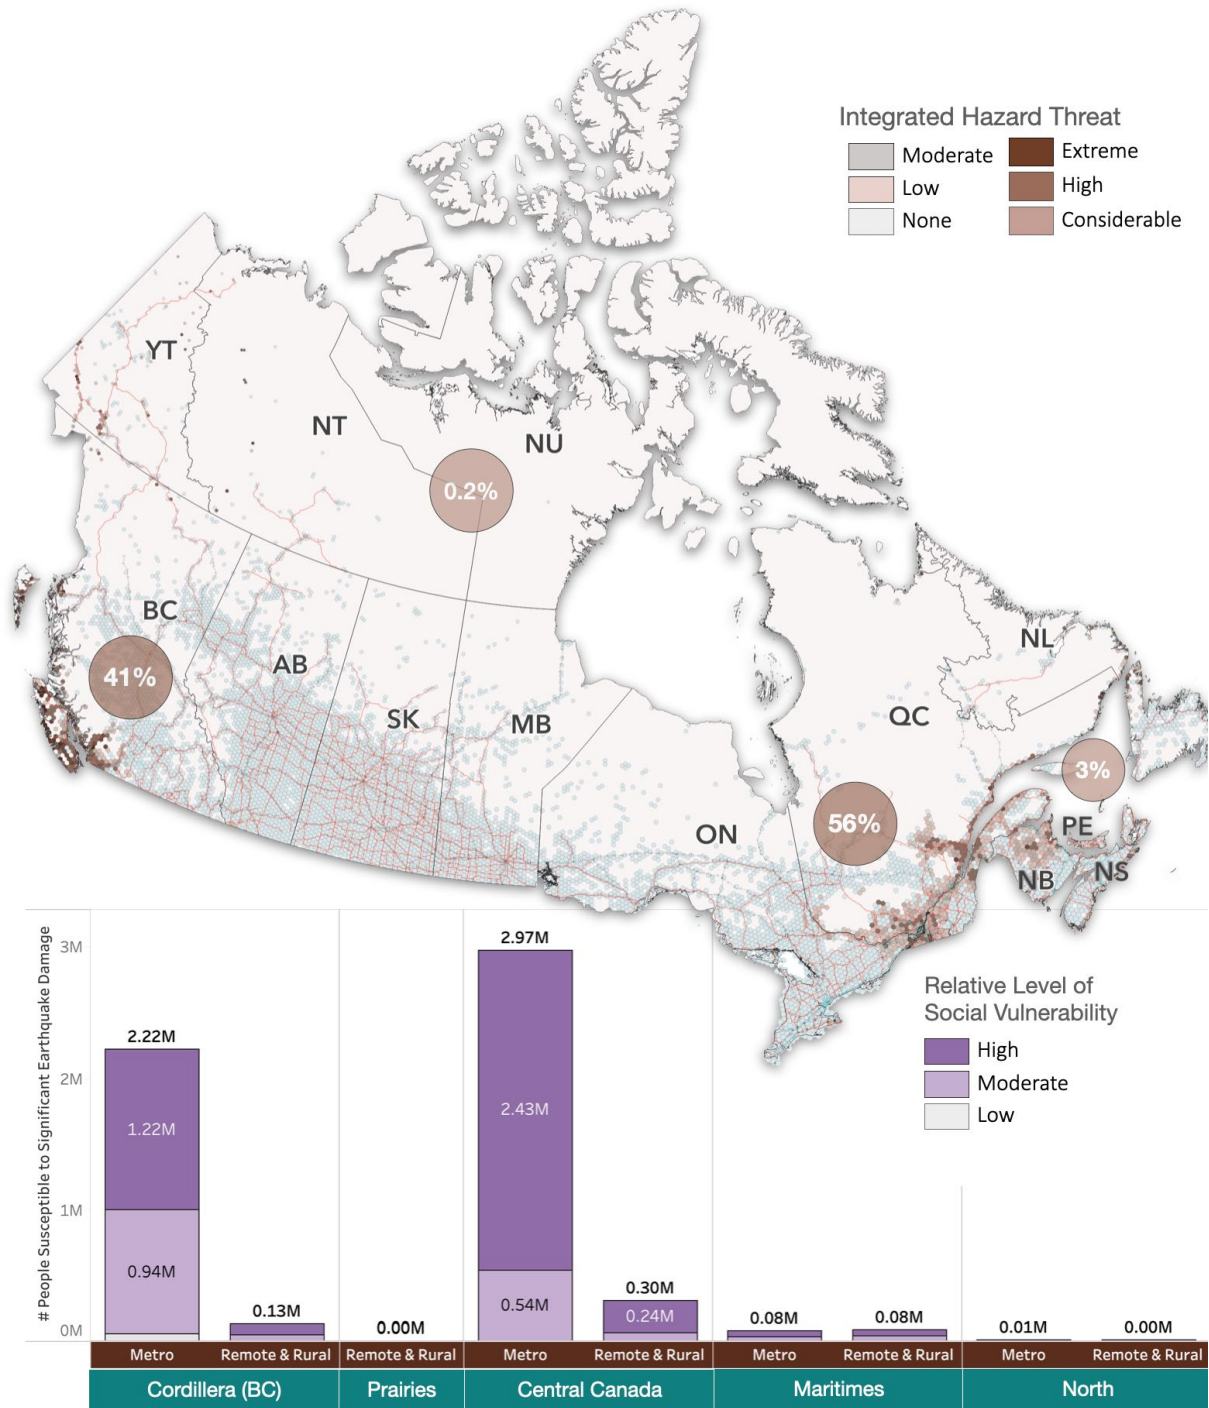 Integrated Hazard Threat
Moderate
Extreme
Low
High
None
Considerable
YT
NT
NU
0.2%
BC
41%
AB
SK
MB
ON
QC
NL
56%
3%
PE
NB
NS
# People Susceptible to Significant Earthquake Damage
3M
2M
1M
0M
2.22M
1.22M
0.94M
0.13M
0.00M
2.97M
2.43M
0.54M
0.30M
0.24M
0.08M
0.08M
0.01M
0.00M
Relative Level of
Social Vulnerability
High
Moderate
Low
Metro
Remote & Rural
Remote & Rural
Metro
Remote & Rural
Metro
Remote & Rural
Metro
Remote & Rural
Cordillera (BC)
Prairies
Central Canada
Maritimes
North